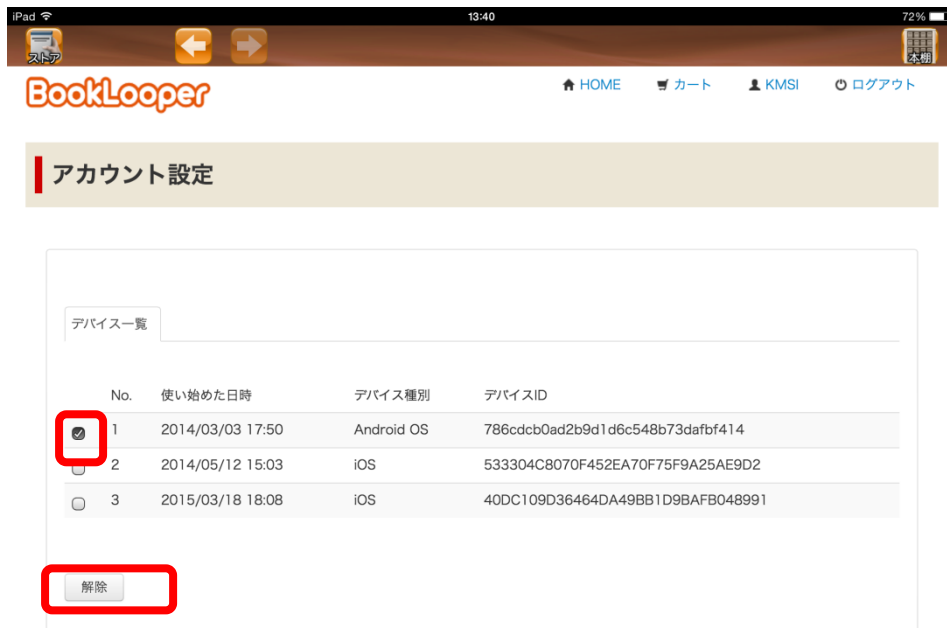 iPad 13:40 72%
ストア 本棚
BookLooper HOME カート KMSI ログアウト
アカウント設定
デバイス一覧
No. 使い始めた日時 デバイス種別 デバイスID
1 2014/03/03 17:50 Android OS 786cdcb0ad2b9d1d6c548b73dafbf414
2 2014/05/12 15:03 iOS 533304C8070F452EA70F75F9A25AE9D2
3 2015/03/18 18:08 iOS 40DC109D36464DA49BB1D9BAFB048991
解除